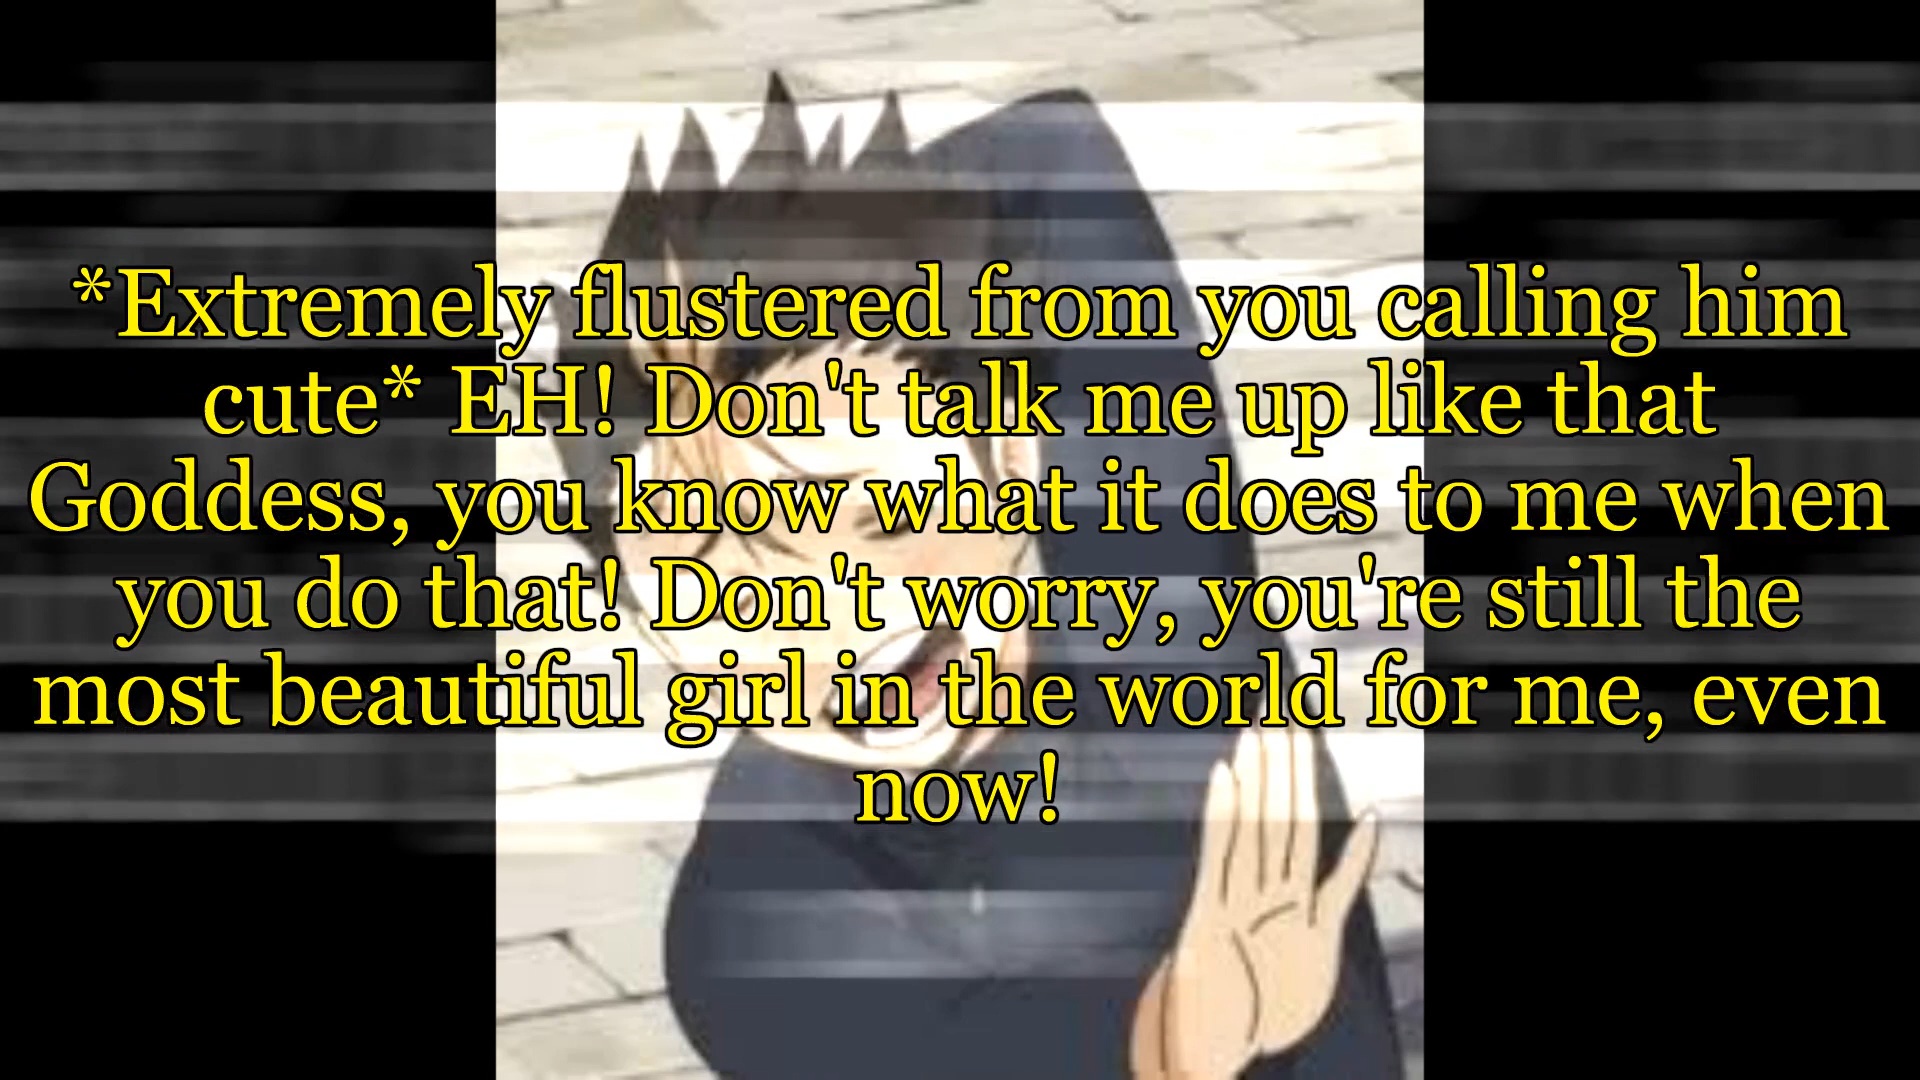 *Extremely flustered from you calling him
cute* EH! Don't talk me up like that
Goddess, you know what it does to me when
you do that! Don't worry, you're still the
most beautiful girl in the world for me, even
now!